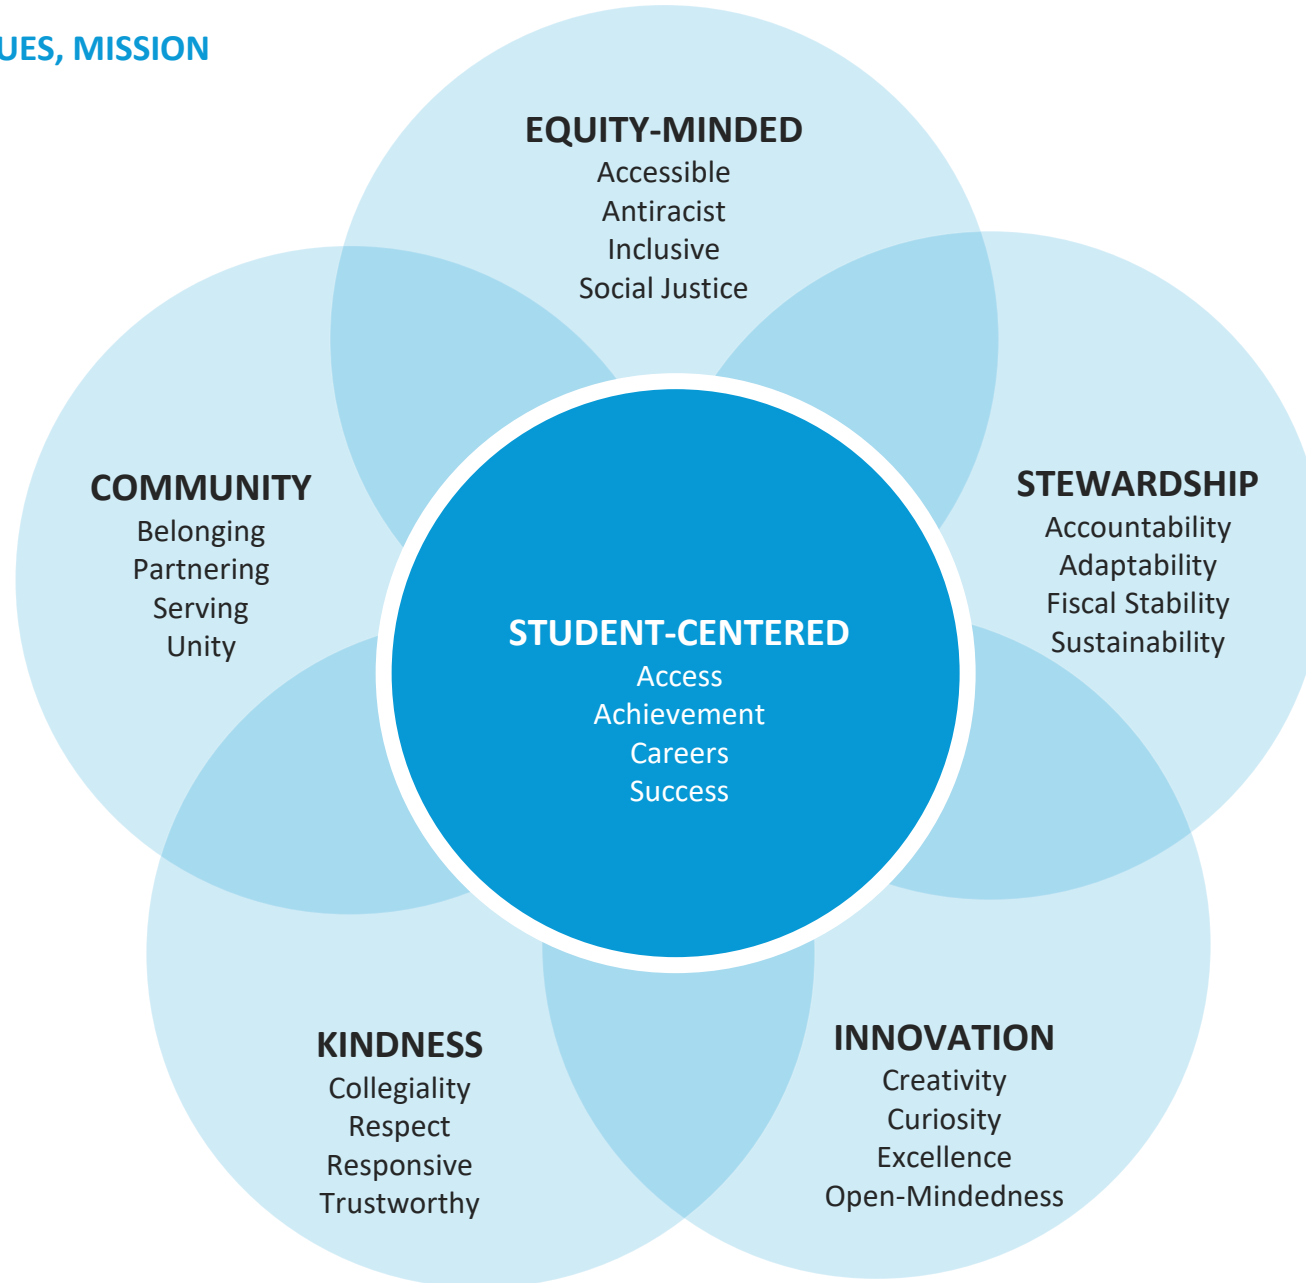 UES, MISSION
EQUITY-MINDED
Accessible
Antiracist
Inclusive
Social Justice
COMMUNITY
Belonging
Partnering
Serving
Unity
STEWARDSHIP
Accountability
Adaptability
Fiscal Stability
Sustainability
STUDENT-CENTERED
Access
Achievement
Careers
Success
KINDNESS
Collegiality
Respect
Responsive
Trustworthy
INNOVATION
Creativity
Curiosity
Excellence
Open-Mindedness